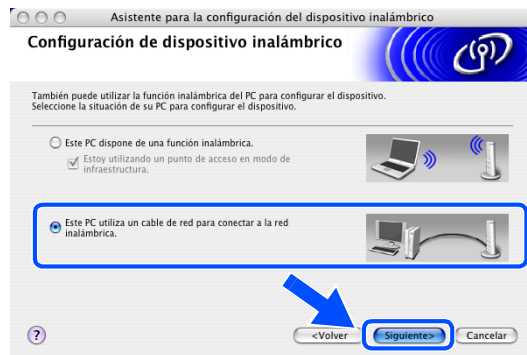 Asistente para la configuración del dispositivo inalámbrico
Configuración de dispositivo inalámbrico
También puede utilizar la función inalámbrica del PC para configurar el dispositivo.
Seleccione la situación de su PC para configurar el dispositivo.
Este PC dispone de una función inalámbrica.
Estoy utilizando un punto de acceso en modo de
infraestructura.
Este PC utiliza un cable de red para conectar a la red
inalámbrica.
?
<Volver
Siguiente>
Cancelar